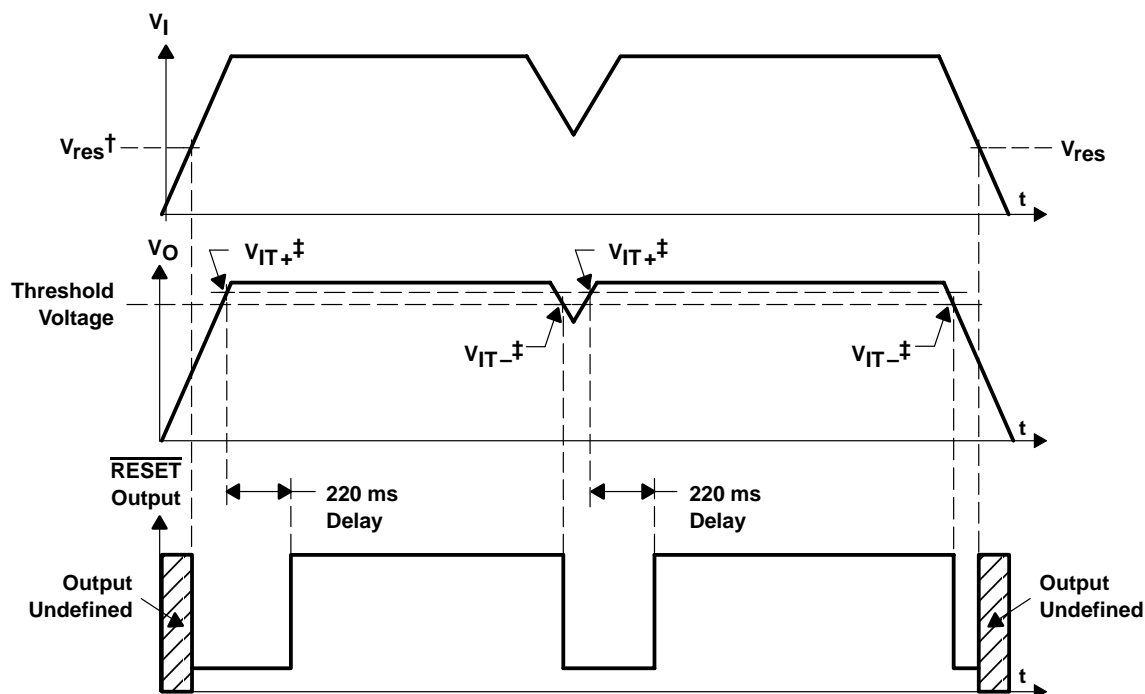 VI
Vres†
Vres
t
VO
VIT+‡
VIT+‡
Threshold
Voltage
VIT–‡
VIT–‡
t
RESET
Output
220 ms
Delay
220 ms
Delay
Output
Undefined
Output
Undefined
t